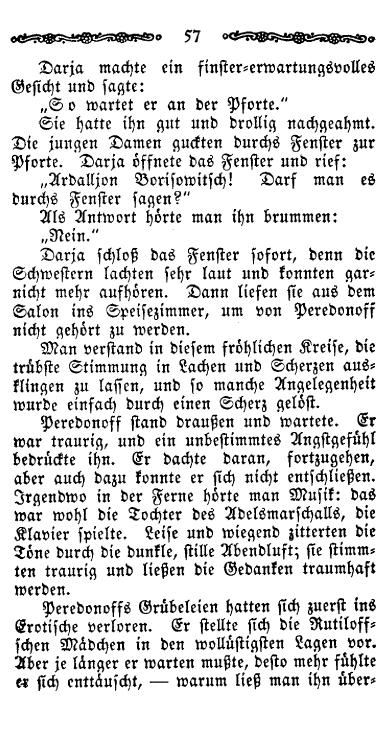 57
Darja machte ein finster-erwartungsvolles
Gesicht und sagte:
„So wartet er an der Pforte.“
Sie hatte ihn gut und drollig nachgeahmt.
Die jungen Damen guckten durchs Fenster zur
Pforte. Darja öffnete das Fenster und rief:
„Ardalljon Borisowitsch! Darf man es
durchs Fenster sagen?“
Als Antwort hörte man ihn brummen:
„Nein.“
Darja schloß das Fenster sofort, denn die
Schwestern lachten sehr laut und konnten gar-
nicht mehr aufhören. Dann liefen sie aus dem
Salon ins Speisezimmer, um von Peredonoff
nicht gehört zu werden.
Man verstand in diesem fröhlichen Kreise, die
trübste Stimmung in Lachen und Scherzen aus-
klingen zu lassen, und so manche Angelegenheit
wurde einfach durch einen Scherz gelöst.
Peredonoff stand draußen und wartete. Er
war traurig, und ein unbestimmtes Angstgefühl
bedrückte ihn. Er dachte daran, fortzugehen,
aber auch dazu konnte er sich nicht entschließen.
Irgendwo in der Ferne hörte man Musik: das
war wohl die Tochter des Adelsmarschalls, die
Klavier spielte. Leise und wiegend zitterten die
Töne durch die dunkle, stille Abendluft; sie stimm-
ten traurig und ließen die Gedanken traumhaft
werden.
Peredonoffs Grübeleien hatten sich zuerst ins
Erotische verloren. Er stellte sich die Rutiloff-
schen Mädchen in den wollüstigsten Lagen vor.
Aber je länger er warten mußte, desto mehr fühlte
er sich enttäuscht, — warum ließ man ihn über-